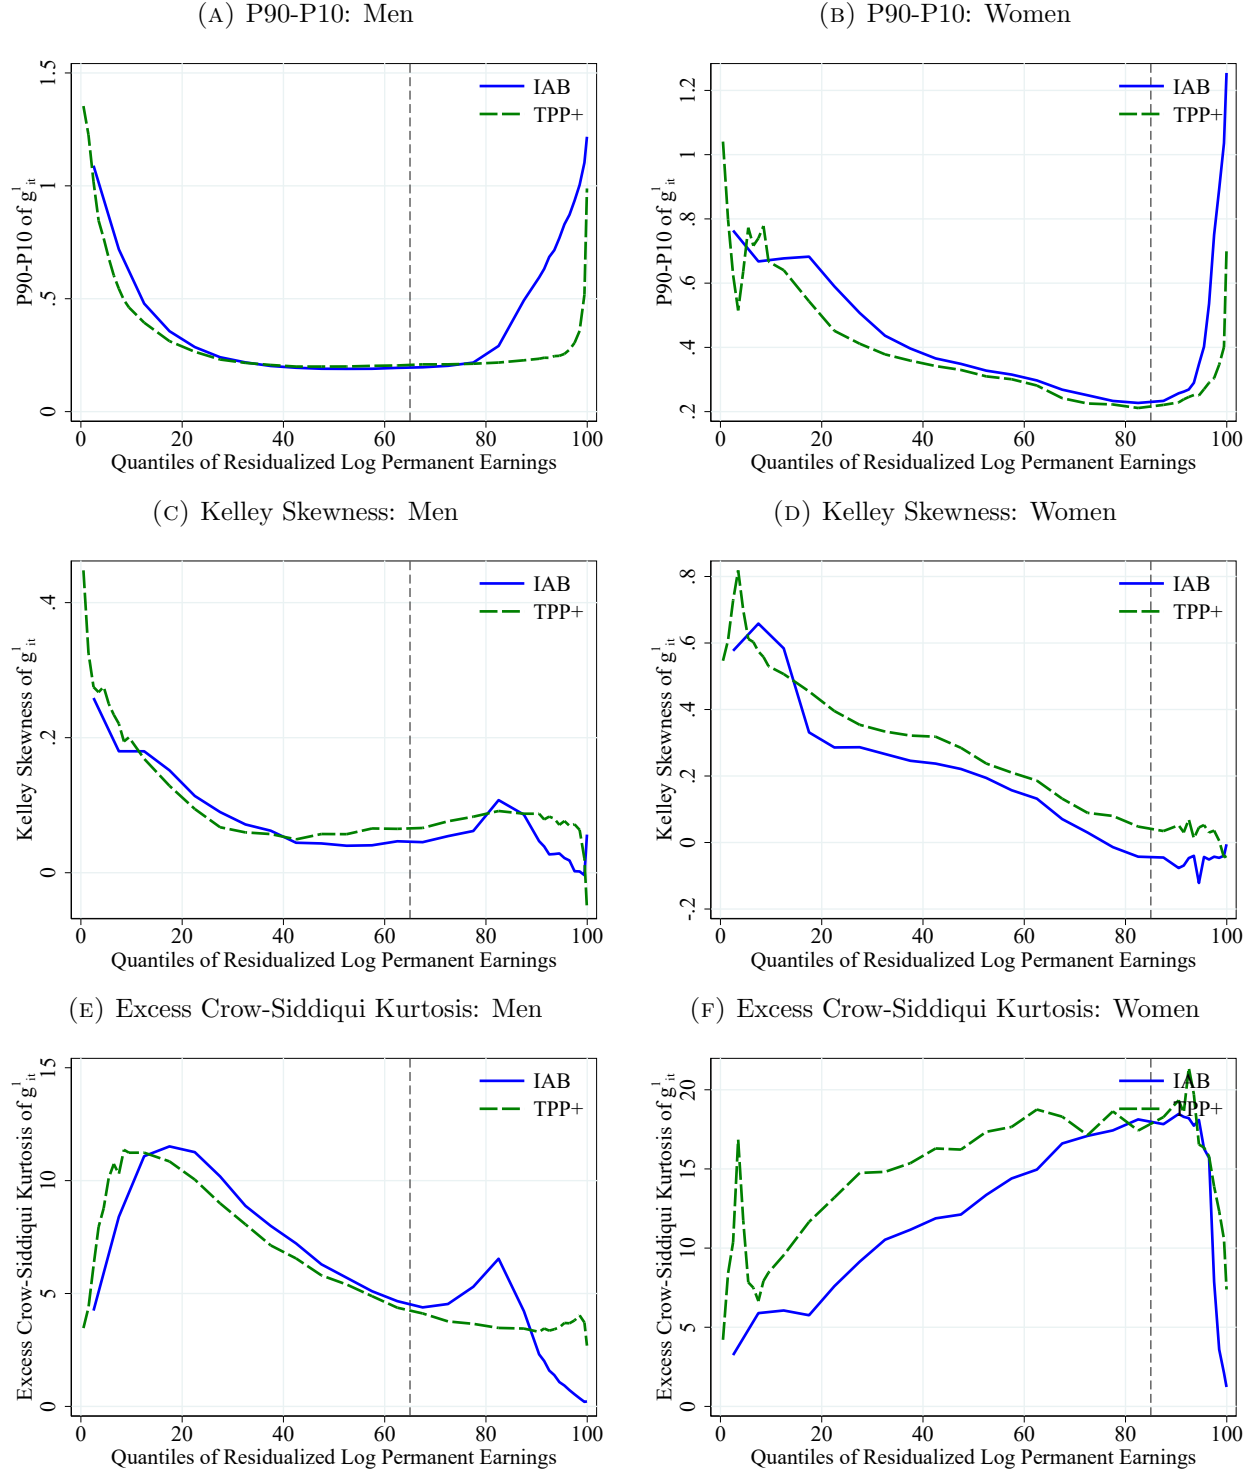 (A) P90-P10: Men
(B) P90-P10: Women
P90-P10 of g¹ᵢₜ
0 .5 1 1.5
IAB
TPP+
0 20 40 60 80 100
Quantiles of Residualized Log Permanent Earnings
P90-P10 of g¹ᵢₜ
.2 .4 .6 .8 1 1.2
IAB
TPP+
0 20 40 60 80 100
Quantiles of Residualized Log Permanent Earnings
(C) Kelley Skewness: Men
(D) Kelley Skewness: Women
Kelley Skewness of g¹ᵢₜ
0 .2 .4
IAB
TPP+
0 20 40 60 80 100
Quantiles of Residualized Log Permanent Earnings
Kelley Skewness of g¹ᵢₜ
-.2 0 .2 .4 .6 .8
IAB
TPP+
0 20 40 60 80 100
Quantiles of Residualized Log Permanent Earnings
(E) Excess Crow-Siddiqui Kurtosis: Men
(F) Excess Crow-Siddiqui Kurtosis: Women
Excess Crow-Siddiqui Kurtosis of g¹ᵢₜ
0 5 10 15
IAB
TPP+
0 20 40 60 80 100
Quantiles of Residualized Log Permanent Earnings
Excess Crow-Siddiqui Kurtosis of g¹ᵢₜ
0 5 10 15 20
IAB
TPP+
0 20 40 60 80 100
Quantiles of Residualized Log Permanent Earnings